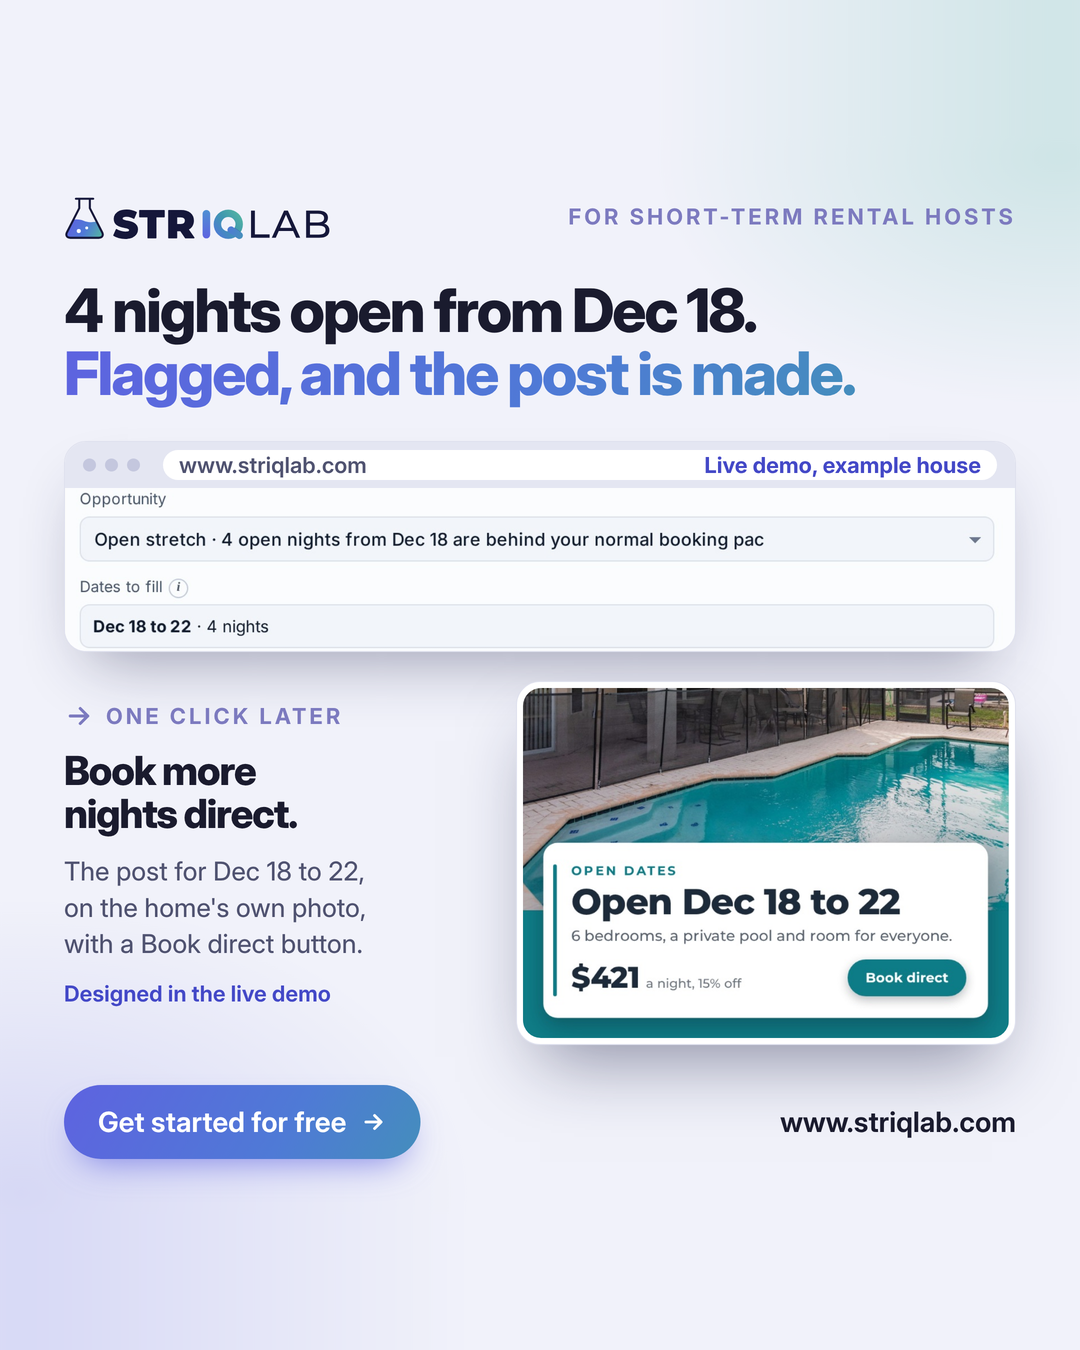 STR IQ LAB
FOR SHORT-TERM RENTAL HOSTS
4 nights open from Dec 18.
Flagged, and the post is made.
www.striqlab.com
Live demo, example house
Opportunity
Open stretch · 4 open nights from Dec 18 are behind your normal booking pac
Dates to fill i
Dec 18 to 22 · 4 nights
→ ONE CLICK LATER
Book more
nights direct.
The post for Dec 18 to 22,
on the home's own photo,
with a Book direct button.
Designed in the live demo
OPEN DATES
Open Dec 18 to 22
6 bedrooms, a private pool and room for everyone.
$421 a night, 15% off
Book direct
Get started for free →
www.striqlab.com